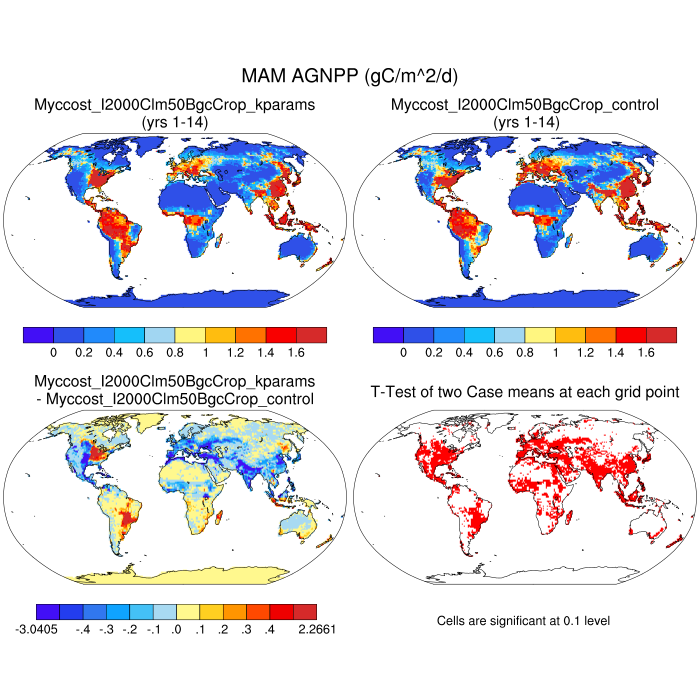 MAM AGNPP (gC/m^2/d)
Myccost_I2000Clm50BgcCrop_kparams
(yrs 1-14)
Myccost_I2000Clm50BgcCrop_control
(yrs 1-14)
0 0.2 0.4 0.6 0.8 1 1.2 1.4 1.6
0 0.2 0.4 0.6 0.8 1 1.2 1.4 1.6
Myccost_I2000Clm50BgcCrop_kparams
- Myccost_I2000Clm50BgcCrop_control
T-Test of two Case means at each grid point
-3.0405 -.4 -.3 -.2 -.1 .0 .1 .2 .3 .4 2.2661
Cells are significant at 0.1 level